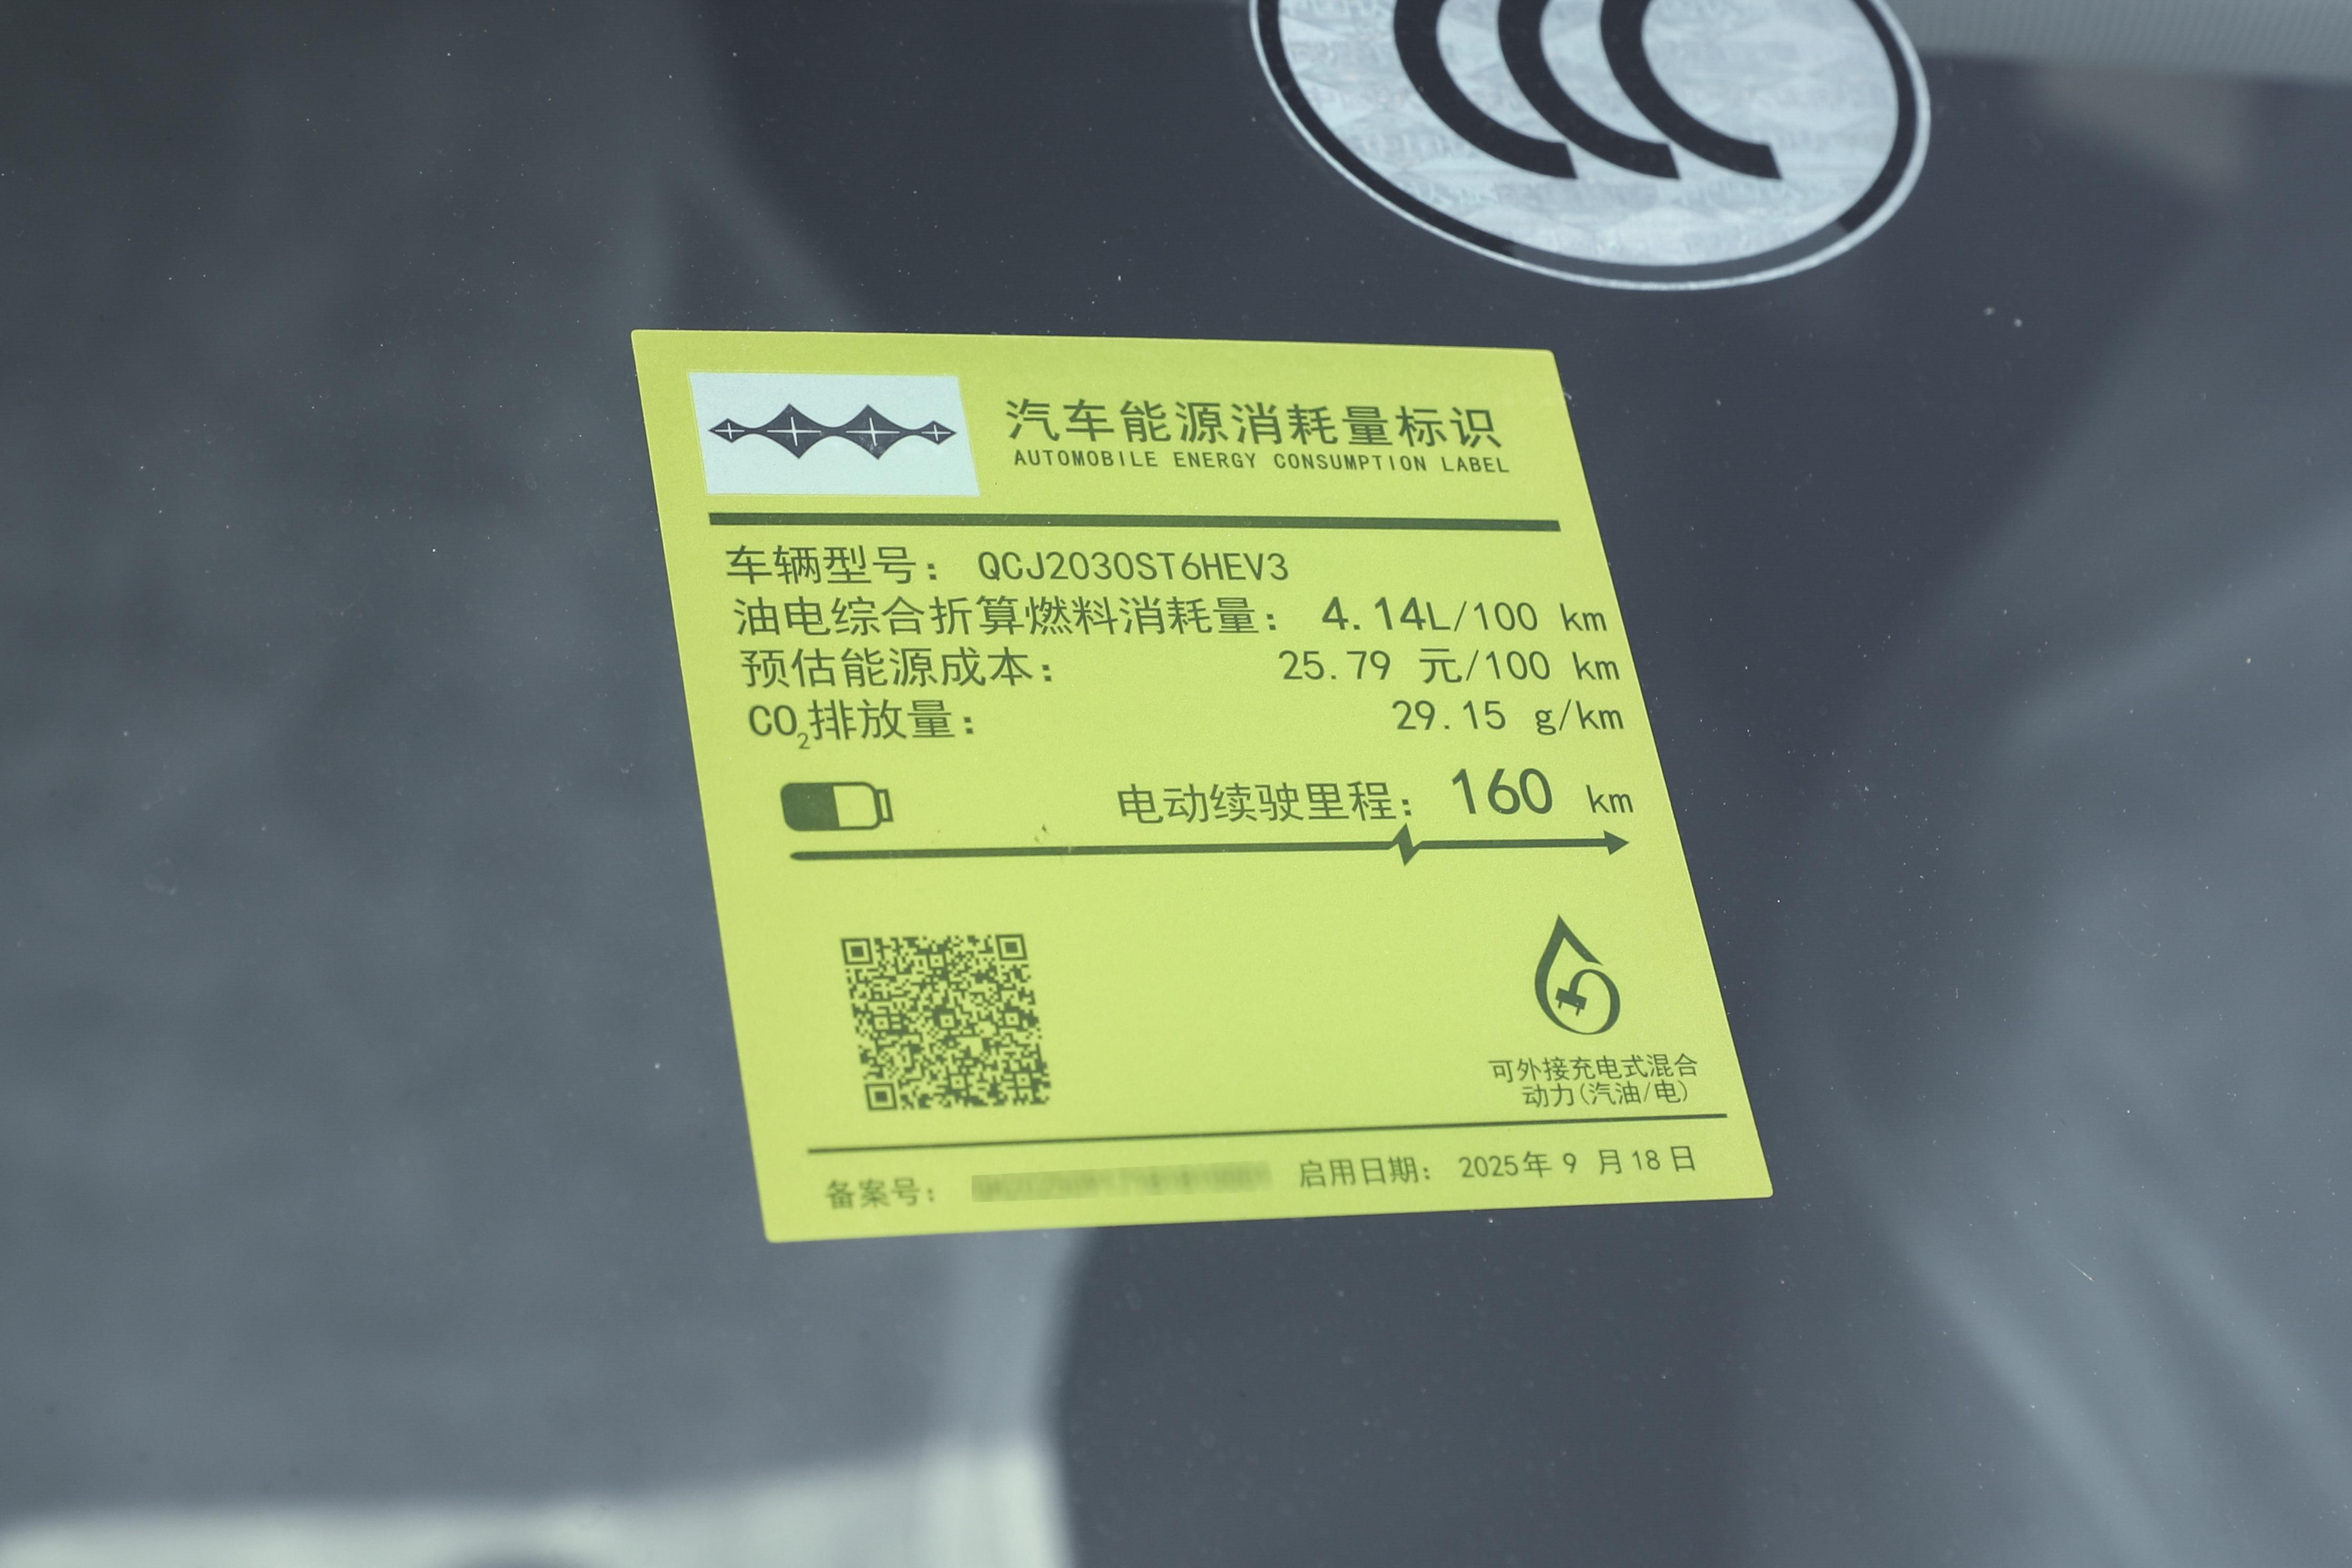 汽车能源消耗量标识
AUTOMOBILE ENERGY CONSUMPTION LABEL
车辆型号： QCJ2030ST6HEV3
油电综合折算燃料消耗量： 4.14L/100 km
预估能源成本： 25.79 元/100 km
CO₂排放量： 29.15 g/km
电动续驶里程： 160 km
可外接充电式混合
动力(汽油/电)
备案号： 启用日期： 2025年 9 月 18 日